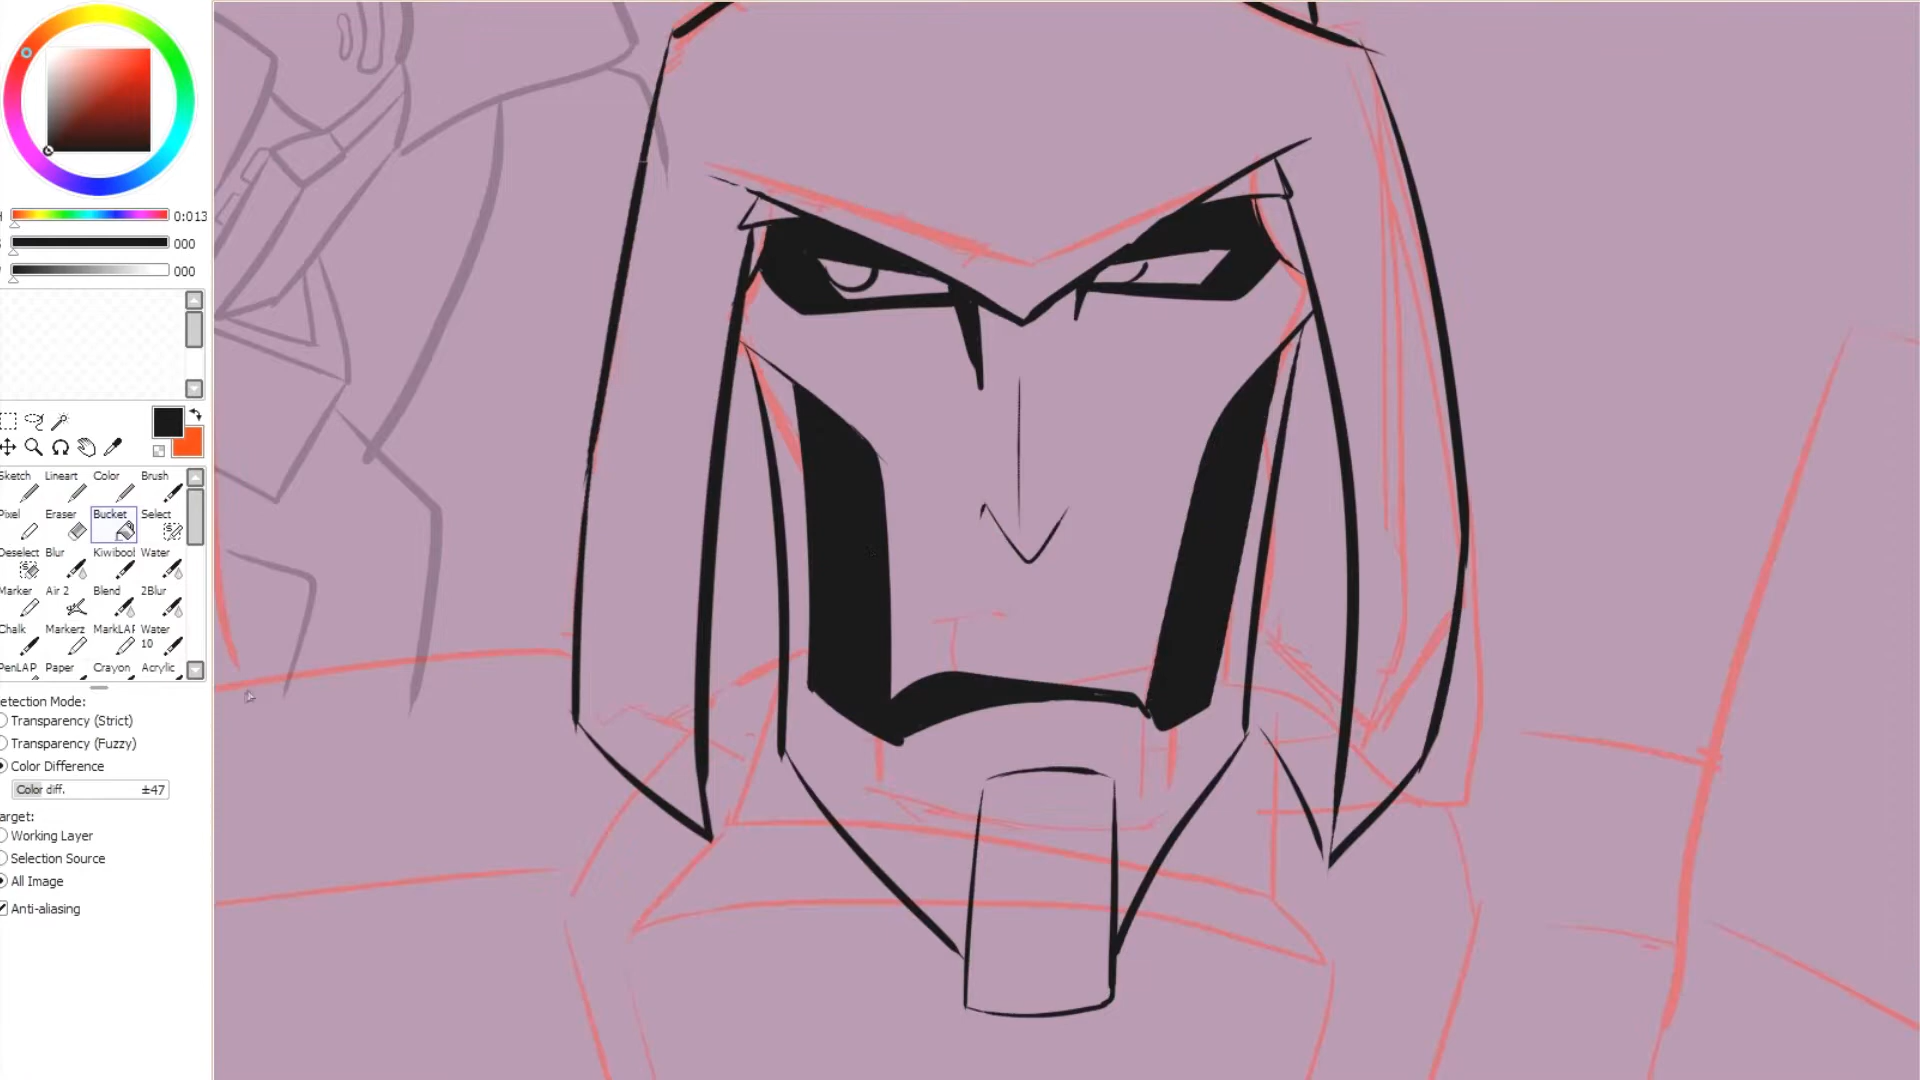 H 0:013
S 000
V 000
Sketch Lineart Color Brush
Pixel Eraser Bucket Select
Deselect Blur Kiwibool Water
Marker Air 2 Blend 2Blur
Chalk Markerz MarkLAF Water
10
PenLAP Paper Crayon Acrylic
etection Mode:
Transparency (Strict)
Transparency (Fuzzy)
Color Difference
Color diff. ±47
arget:
Working Layer
Selection Source
All Image
Anti-aliasing